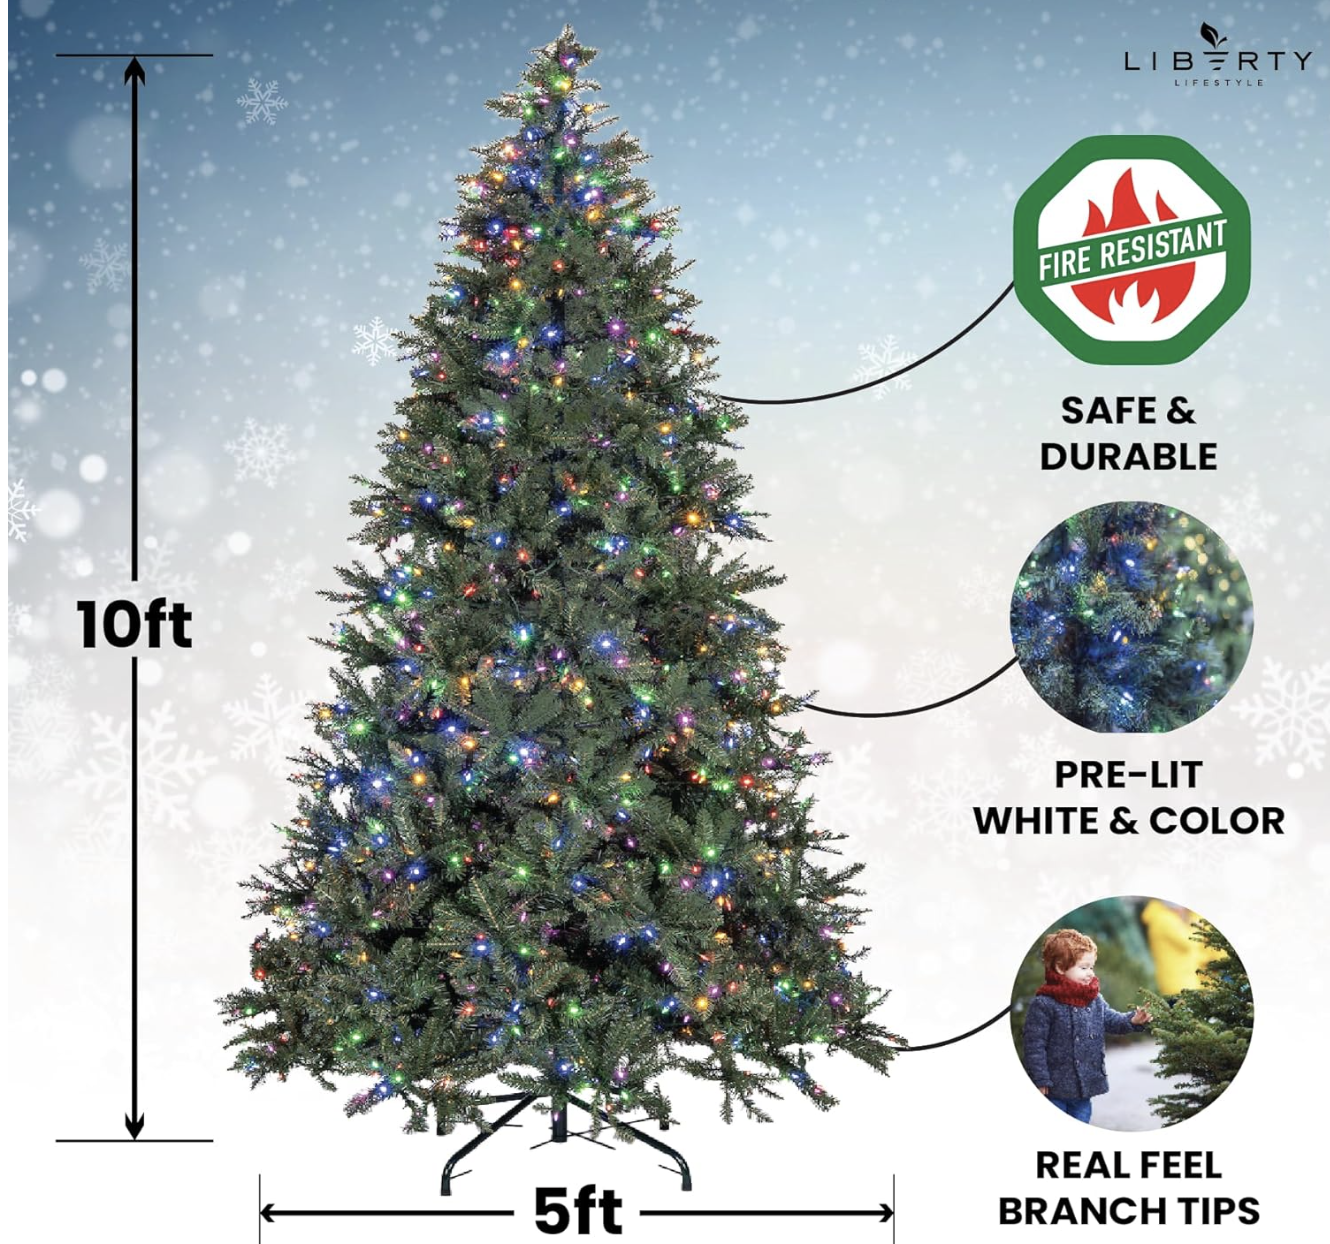 LIBERTY
LIFESTYLE
FIRE RESISTANT
SAFE &
DURABLE
10ft
PRE-LIT
WHITE & COLOR
REAL FEEL
BRANCH TIPS
5ft